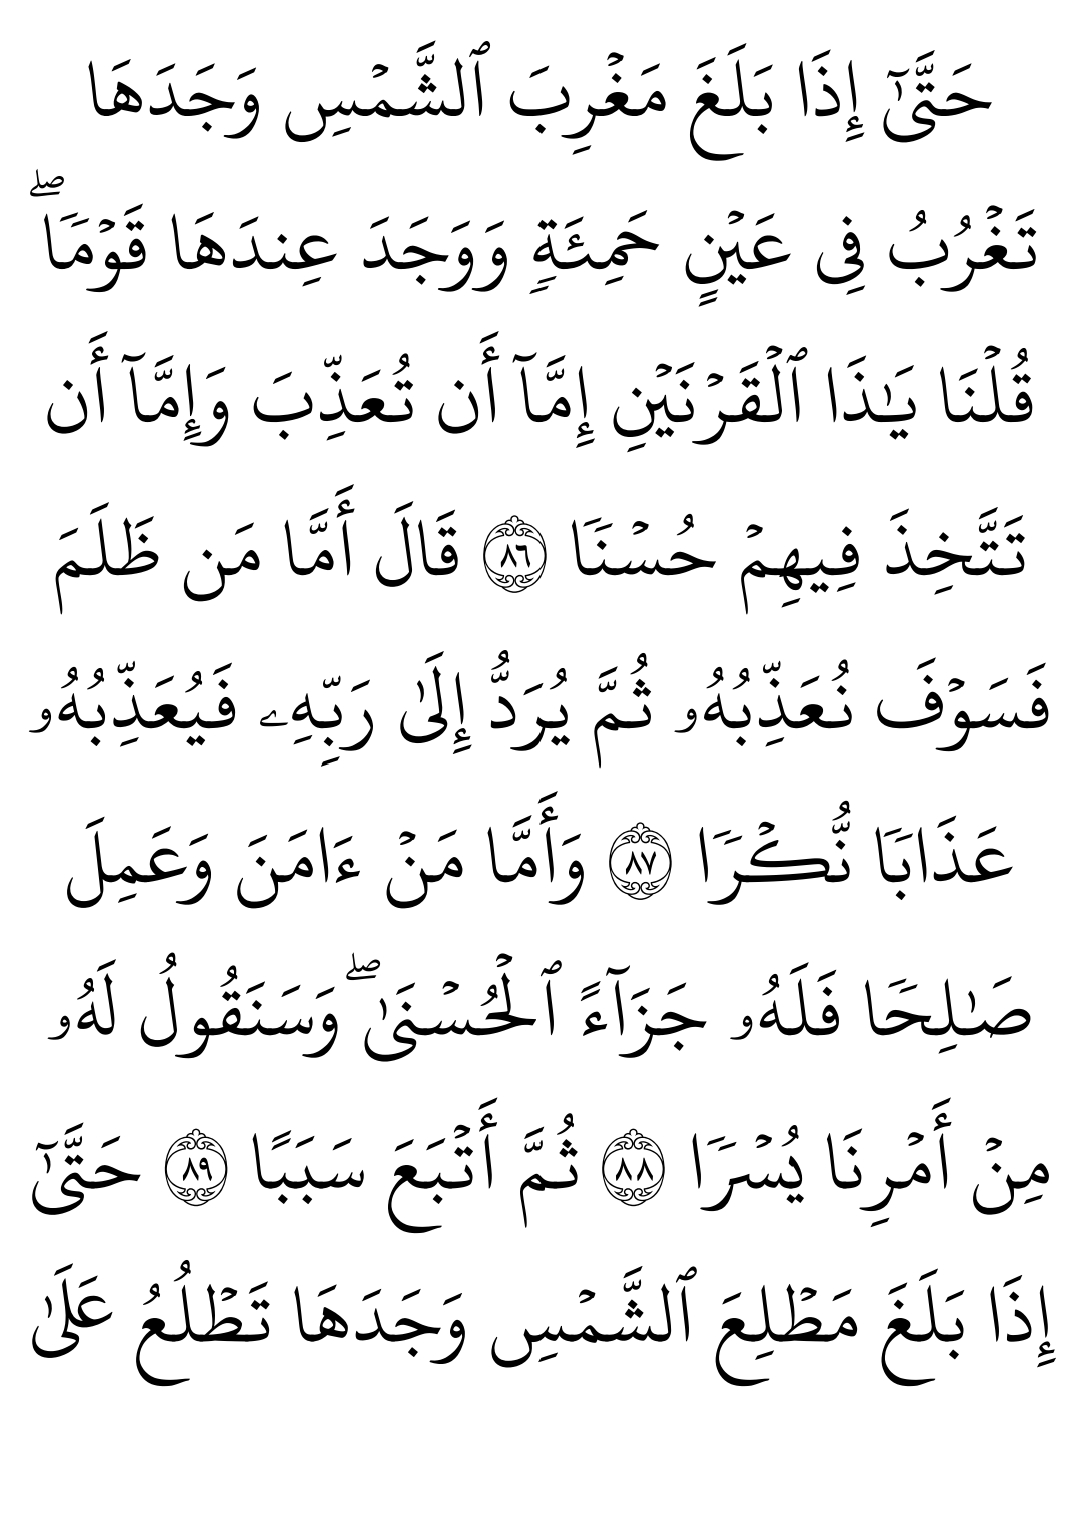 حَتَّىٰٓ إِذَا بَلَغَ مَغۡرِبَ ٱلشَّمۡسِ وَجَدَهَا
تَغۡرُبُ فِى عَيۡنٍ حَمِئَةٖ وَوَجَدَ عِندَهَا قَوۡمٗاۖ
قُلۡنَا يَـٰذَا ٱلۡقَرۡنَيۡنِ إِمَّآ أَن تُعَذِّبَ وَإِمَّآ أَن
تَتَّخِذَ فِيهِمۡ حُسۡنٗا ٨٦ قَالَ أَمَّا مَن ظَلَمَ
فَسَوۡفَ نُعَذِّبُهُۥ ثُمَّ يُرَدُّ إِلَىٰ رَبِّهِۦ فَيُعَذِّبُهُۥ
عَذَابٗا نُّكۡرٗا ٨٧ وَأَمَّا مَنۡ ءَامَنَ وَعَمِلَ
صَـٰلِحٗا فَلَهُۥ جَزَآءً ٱلۡحُسۡنَىٰۖ وَسَنَقُولُ لَهُۥ
مِنۡ أَمۡرِنَا يُسۡرٗا ٨٨ ثُمَّ أَتۡبَعَ سَبَبًا ٨٩ حَتَّىٰٓ
إِذَا بَلَغَ مَطۡلِعَ ٱلشَّمۡسِ وَجَدَهَا تَطۡلُعُ عَلَىٰ